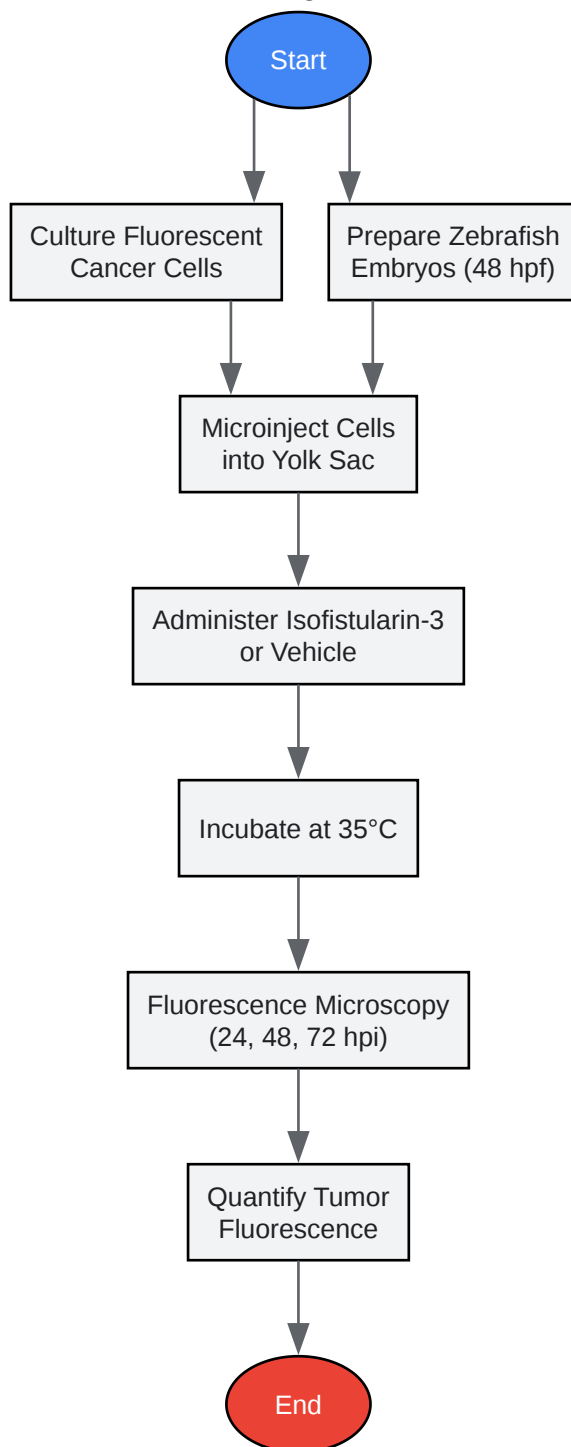 Start
Culture Fluorescent
Cancer Cells
Prepare Zebrafish
Embryos (48 hpf)
Microinject Cells
into Yolk Sac
Administer Isofistularin-3
or Vehicle
Incubate at 35°C
Fluorescence Microscopy
(24, 48, 72 hpi)
Quantify Tumor
Fluorescence
End